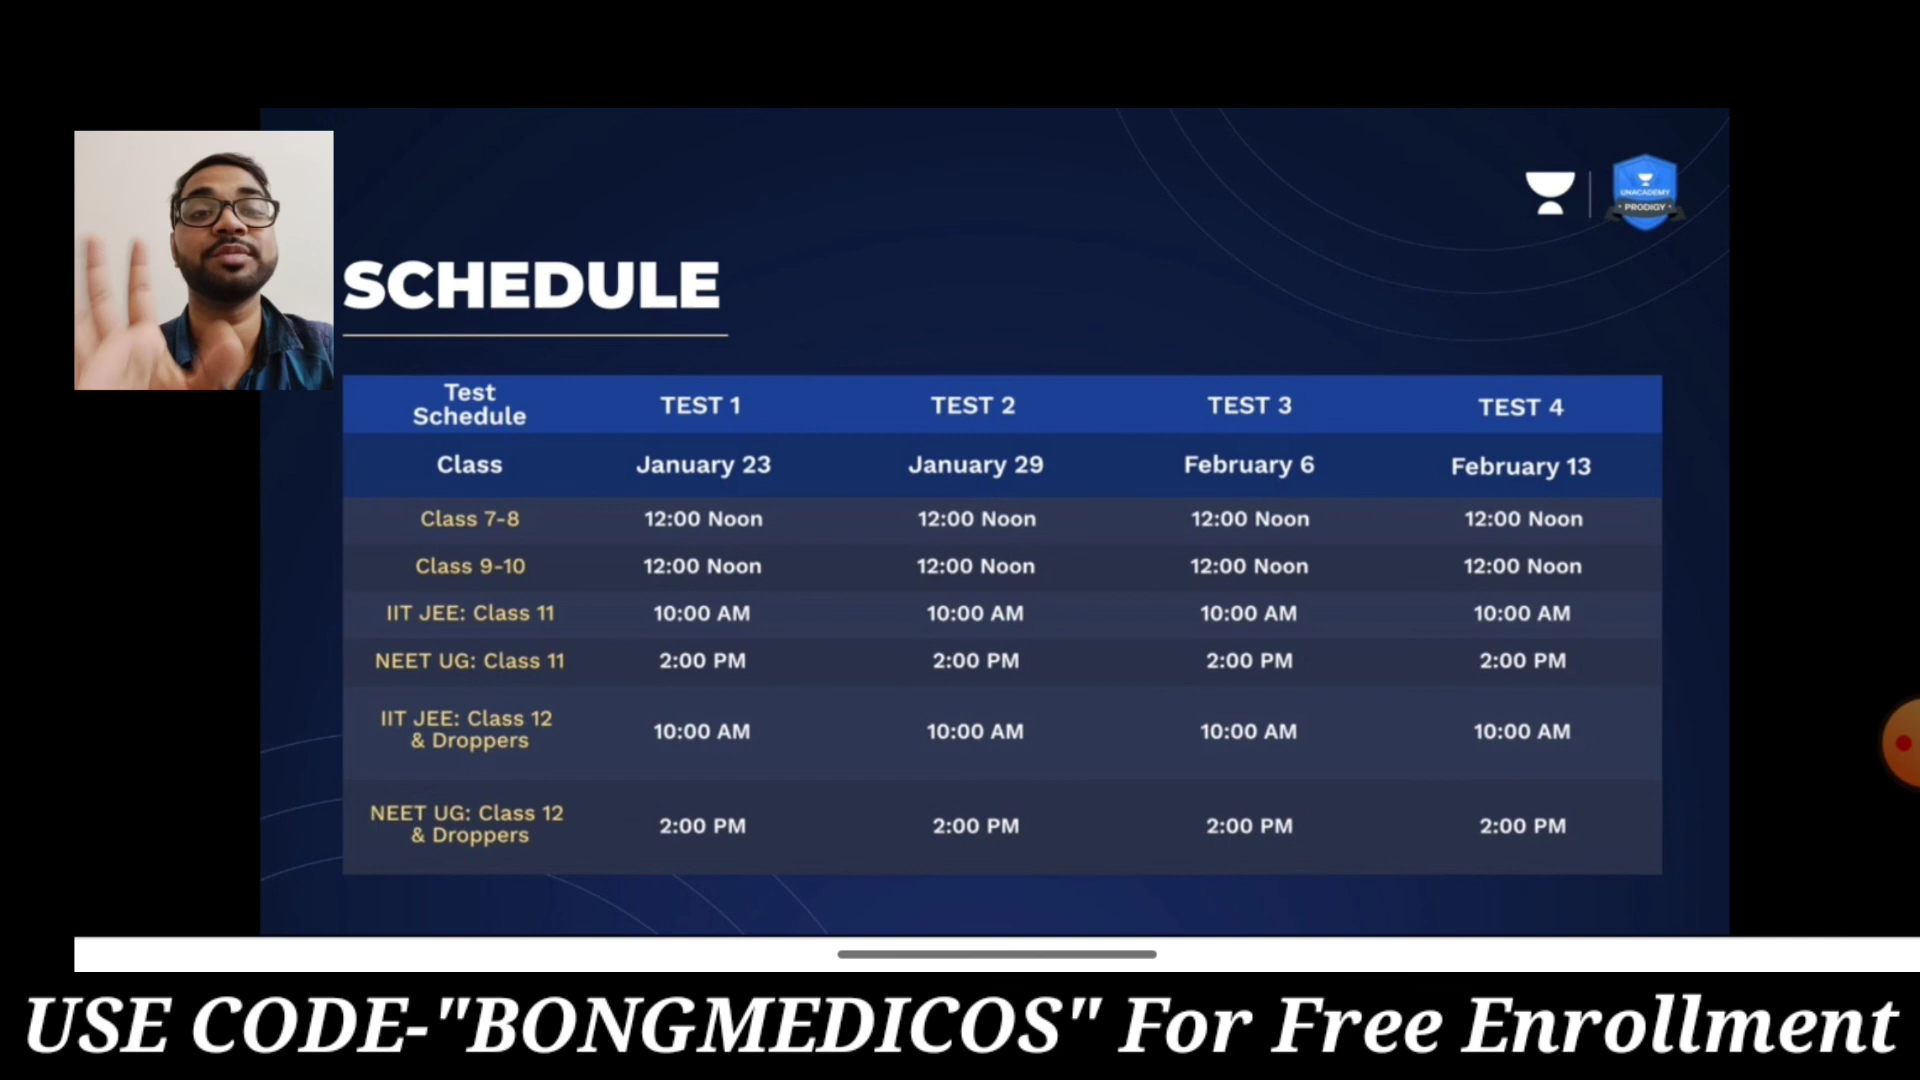 UNACADEMY
PRODIGY
SCHEDULE
Test Schedule TEST 1 TEST 2 TEST 3 TEST 4
Class January 23 January 29 February 6 February 13
Class 7-8 12:00 Noon 12:00 Noon 12:00 Noon 12:00 Noon
Class 9-10 12:00 Noon 12:00 Noon 12:00 Noon 12:00 Noon
IIT JEE: Class 11 10:00 AM 10:00 AM 10:00 AM 10:00 AM
NEET UG: Class 11 2:00 PM 2:00 PM 2:00 PM 2:00 PM
IIT JEE: Class 12 & Droppers 10:00 AM 10:00 AM 10:00 AM 10:00 AM
NEET UG: Class 12 & Droppers 2:00 PM 2:00 PM 2:00 PM 2:00 PM
USE CODE-"BONGMEDICOS" For Free Enrollment